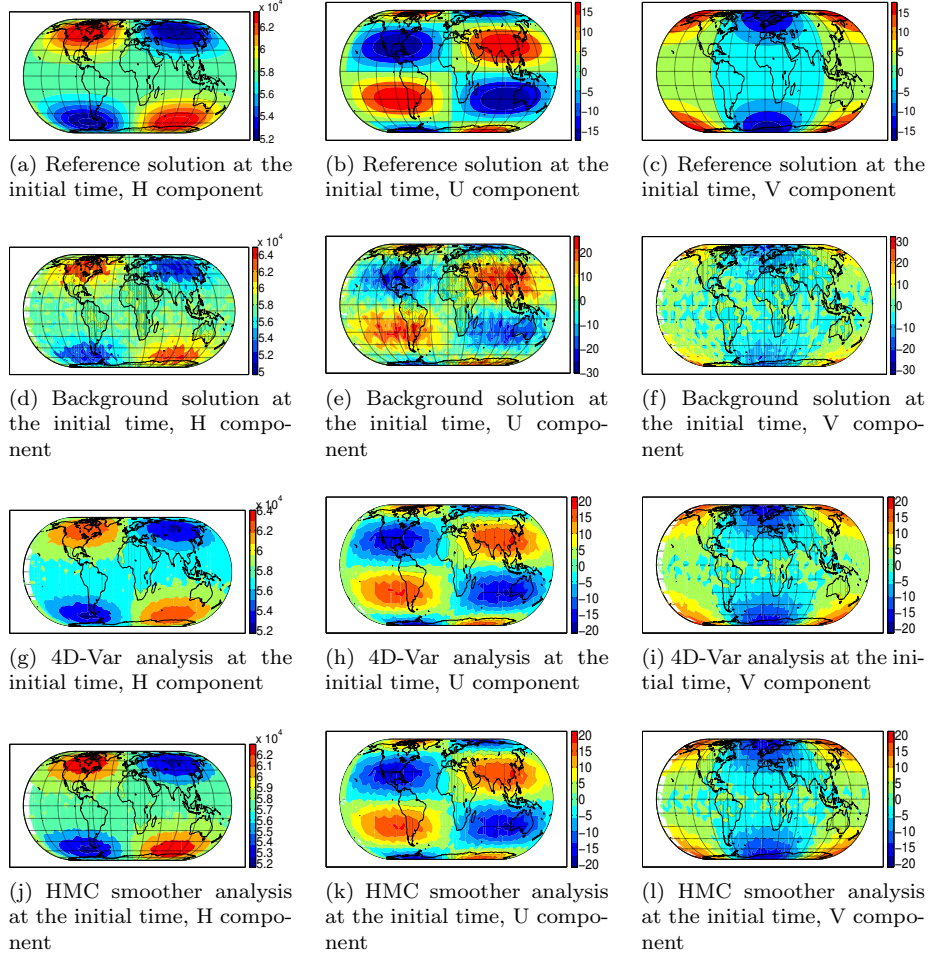 x 10^4
6.2
6
5.8
5.6
5.4
5.2
15
10
5
0
−5
−10
−15
15
10
5
0
−5
−10
−15
(a) Reference solution at the
initial time, H component
(b) Reference solution at the
initial time, U component
(c) Reference solution at the
initial time, V component
x 10^4
6.4
6.2
6
5.8
5.6
5.4
5.2
5
20
10
0
−10
−20
−30
30
20
10
0
−10
−20
−30
(d) Background solution at
the initial time, H compo-
nent
(e) Background solution at
the initial time, U compo-
nent
(f) Background solution at
the initial time, V compo-
nent
x 10^4
6.4
6.2
6
5.8
5.6
5.4
5.2
20
15
10
5
0
−5
−10
−15
−20
20
15
10
5
0
−5
−10
−15
−20
(g) 4D-Var analysis at the
initial time, H component
(h) 4D-Var analysis at the
initial time, U component
(i) 4D-Var analysis at the ini-
tial time, V component
x 10^4
6.2
6.1
6
5.9
5.8
5.7
5.6
5.5
5.4
5.3
5.2
20
15
10
5
0
−5
−10
−15
−20
20
15
10
5
0
−5
−10
−15
−20
(j) HMC smoother analysis
at the initial time, H compo-
nent
(k) HMC smoother analysis
at the initial time, U compo-
nent
(l) HMC smoother analysis
at the initial time, V compo-
nent